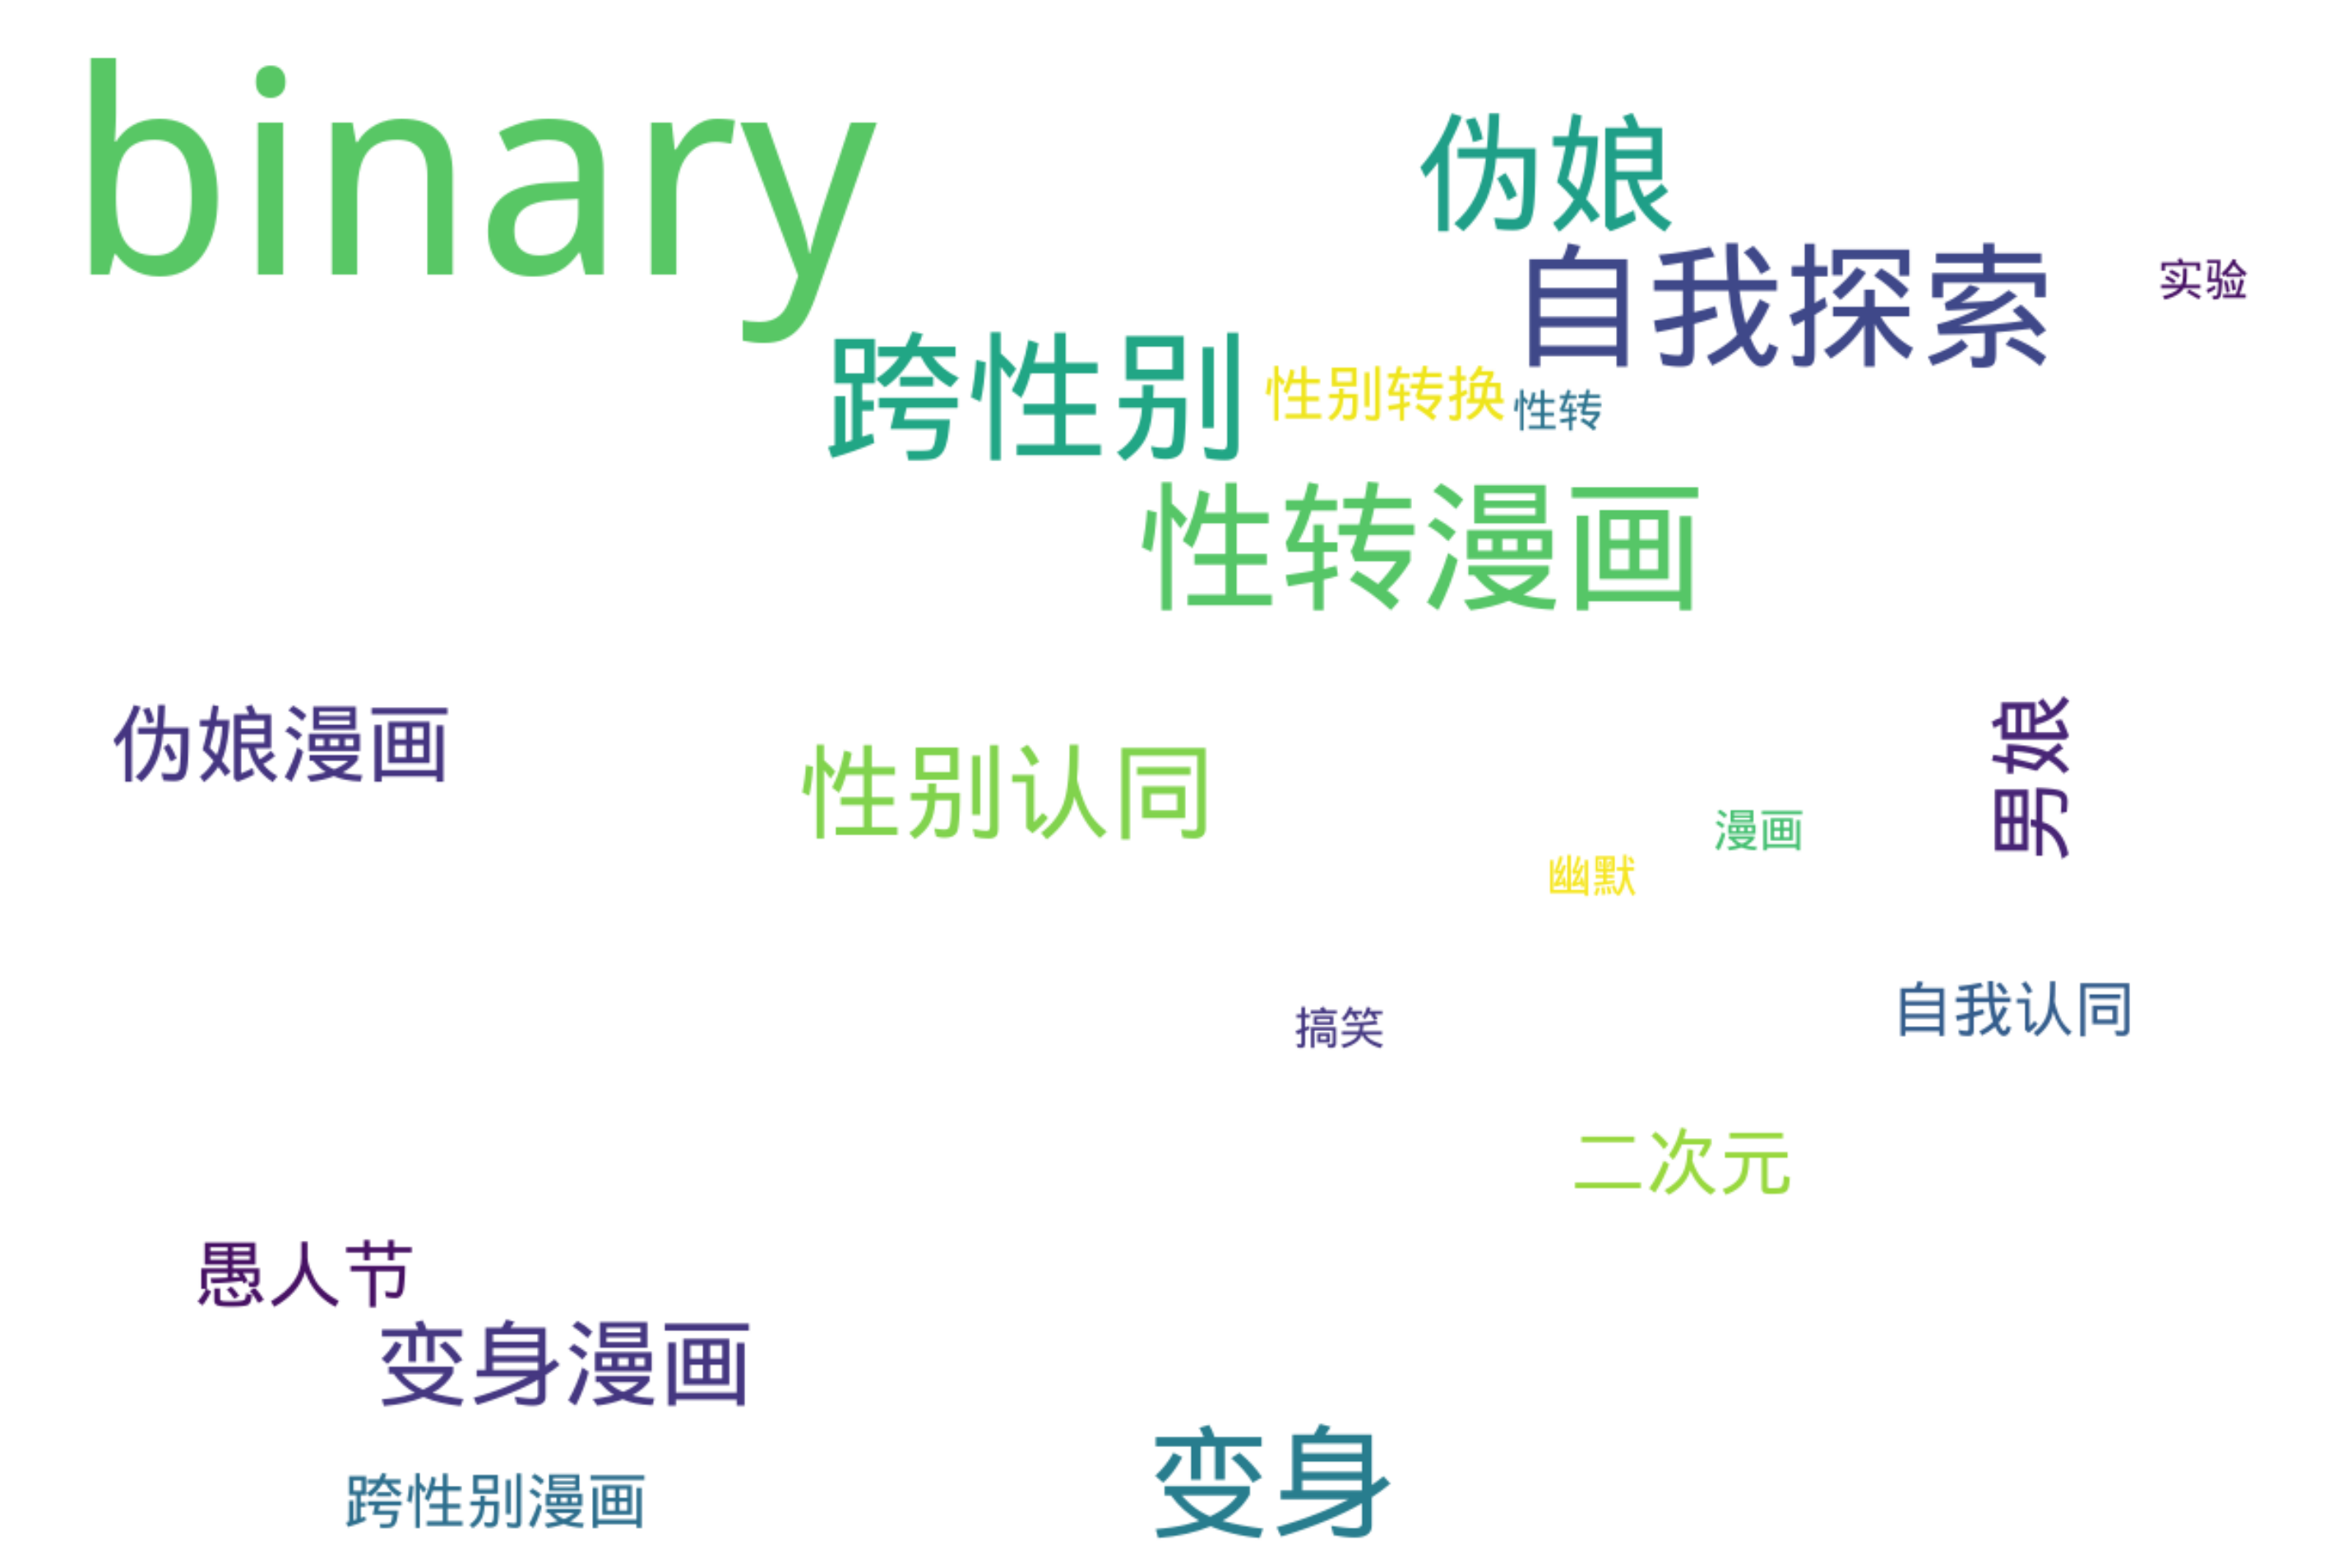 binary
伪娘
自我探索
实验
跨性别
性别转换
性转
性转漫画
伪娘漫画
性别认同
男娘
漫画
幽默
搞笑
自我认同
二次元
愚人节
变身漫画
变身
跨性别漫画